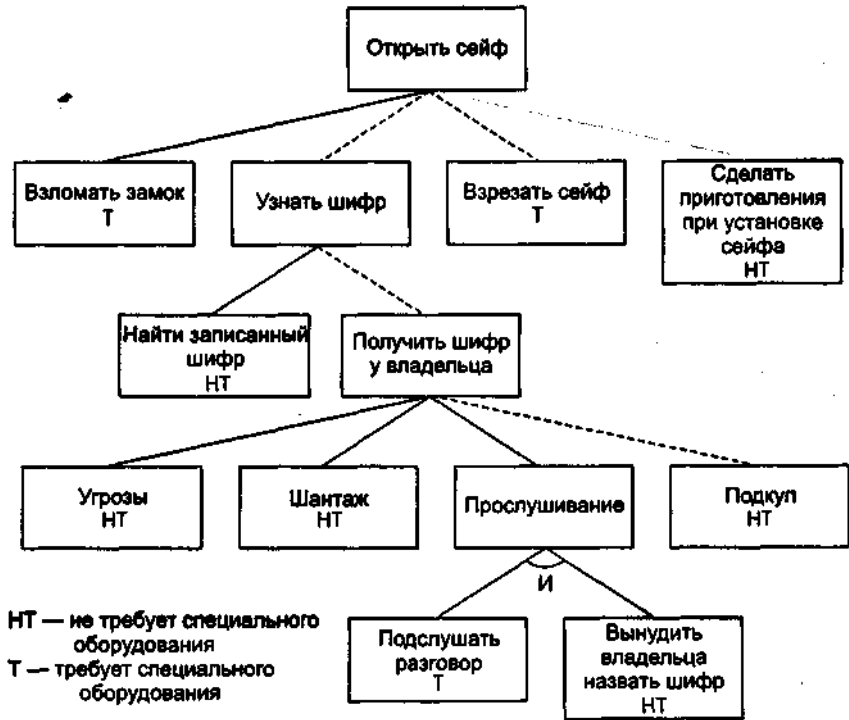 Открыть сейф
Взломать замок
Т
Узнать шифр
Взрезать сейф
Т
Сделать
приготовления
при установке
сейфа
НТ
Найти записанный
шифр
НТ
Получить шифр
у владельца
Угрозы
НТ
Шантаж
НТ
Прослушивание
Подкуп
НТ
И
Подслушать
разговор
Т
Вынудить
владельца
назвать шифр
НТ
НТ — не требует специального
оборудования
Т — требует специального
оборудования